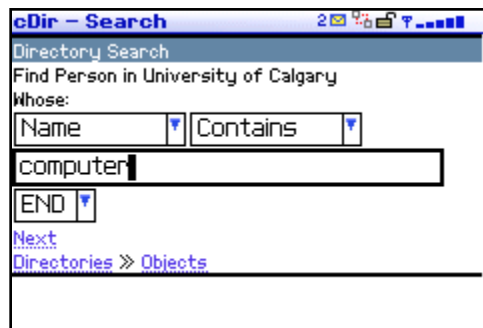 cDir – Search 2
Directory Search
Find Person in University of Calgary
Whose:
Name Contains
computer
END
Next
Directories >> Objects